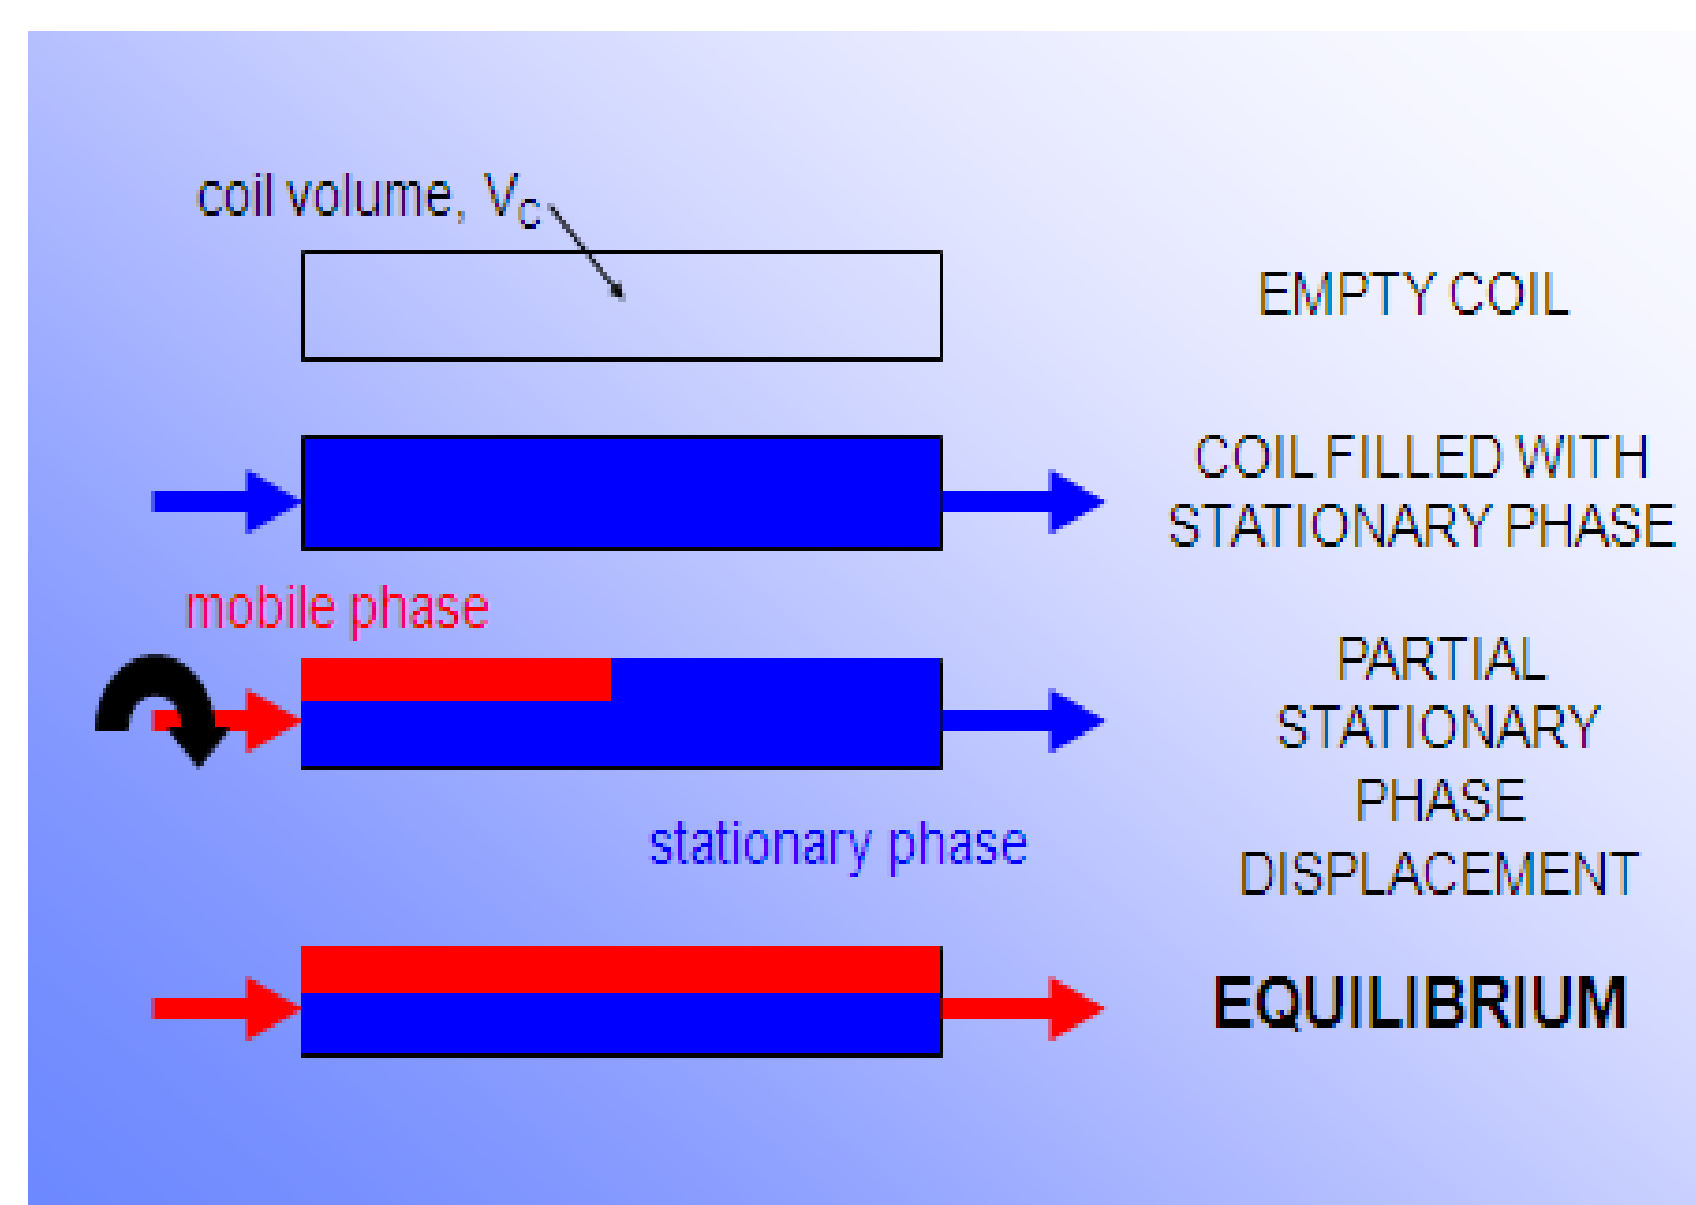 coil volume, VC
EMPTY COIL
COIL FILLED WITH
STATIONARY PHASE
mobile phase
PARTIAL
STATIONARY
PHASE
DISPLACEMENT
stationary phase
EQUILIBRIUM